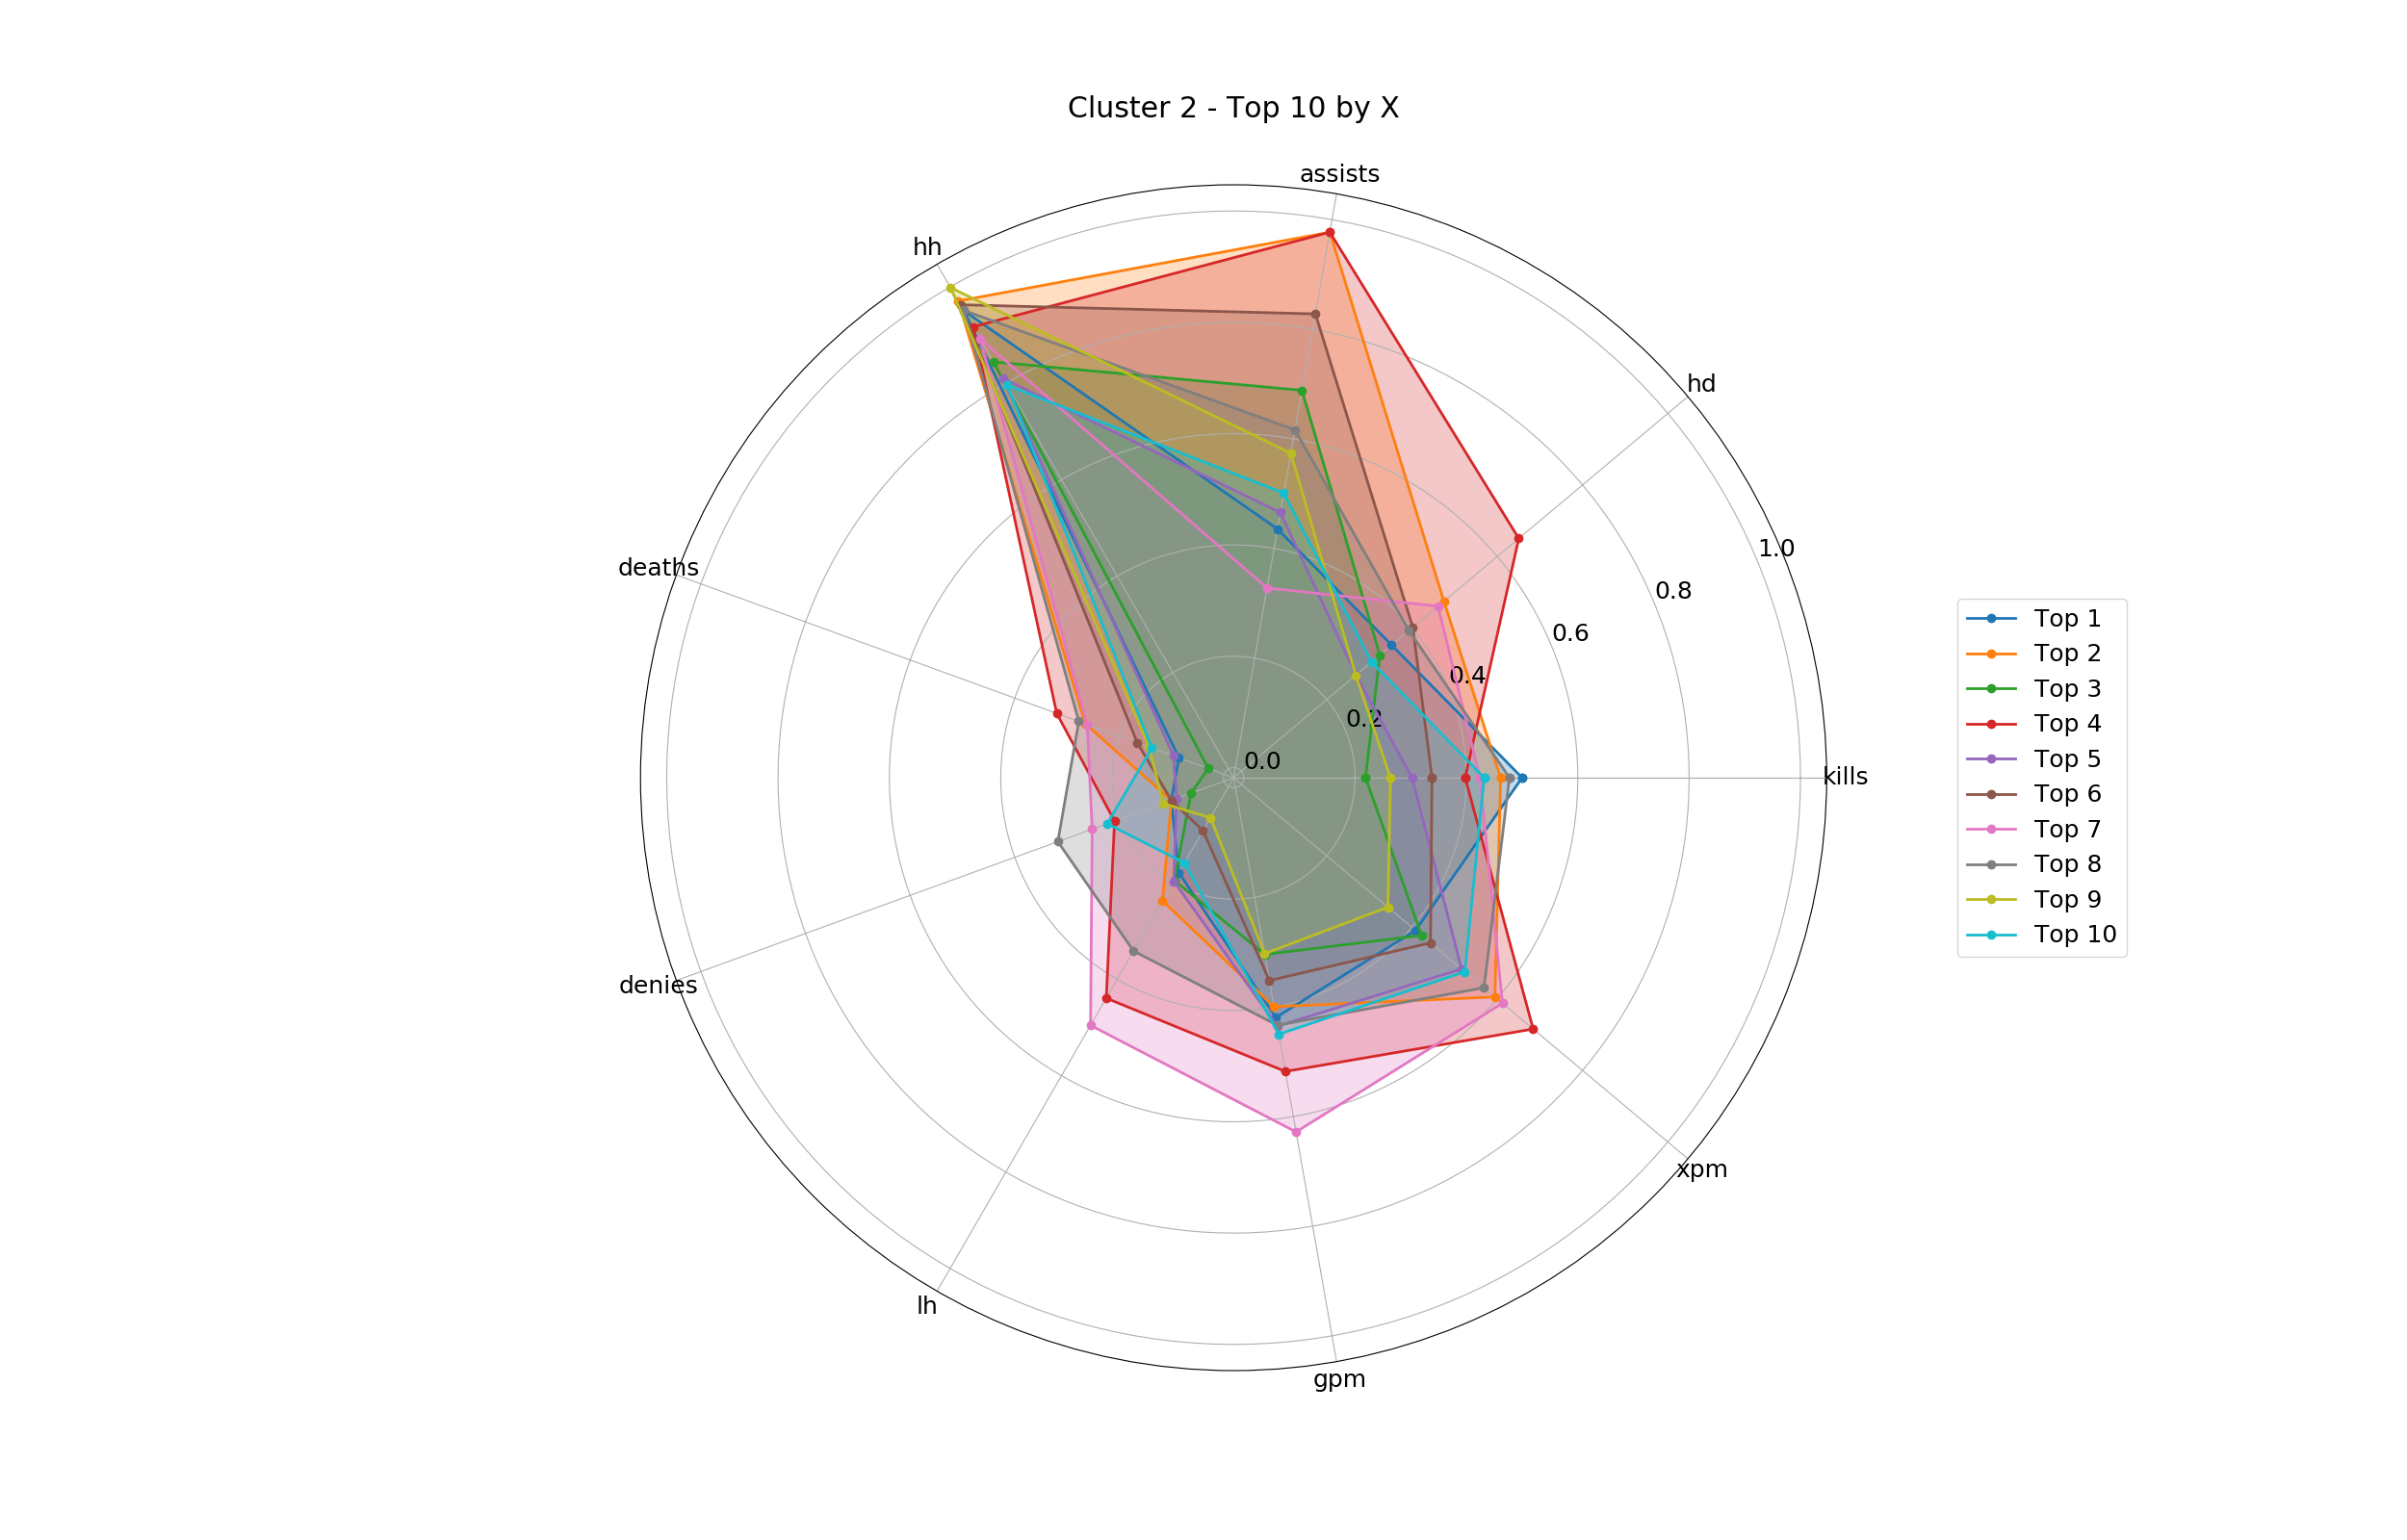 Cluster 2 - Top 10 by X
assists
hh
hd
deaths
kills
denies
xpm
lh
gpm
0.0
0.2
0.4
0.6
0.8
1.0
Top 1
Top 2
Top 3
Top 4
Top 5
Top 6
Top 7
Top 8
Top 9
Top 10